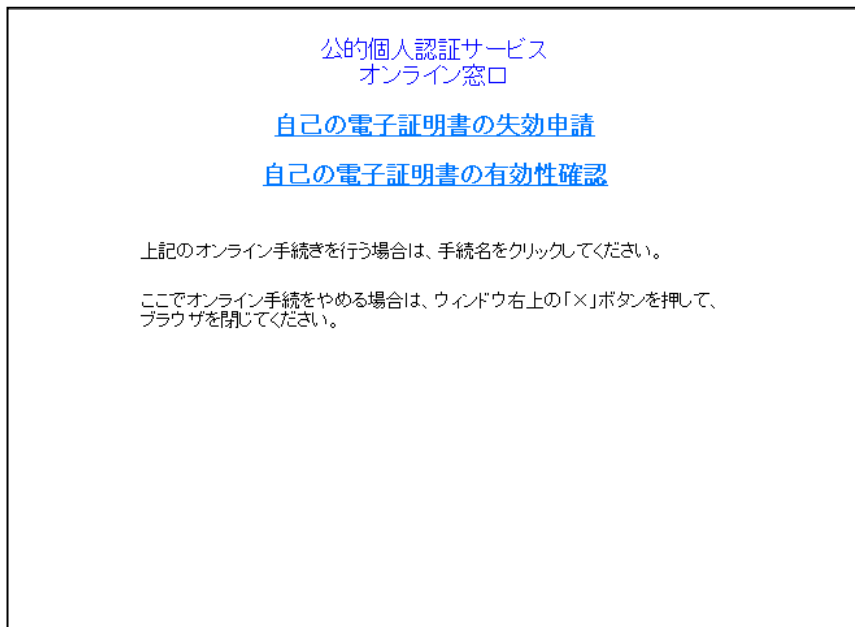 公的個人認証サービス
オンライン窓口
自己の電子証明書の失効申請
自己の電子証明書の有効性確認
上記のオンライン手続きを行う場合は、手続名をクリックしてください。
ここでオンライン手続をやめる場合は、ウィンドウ右上の「×」ボタンを押して、
ブラウザを閉じてください。